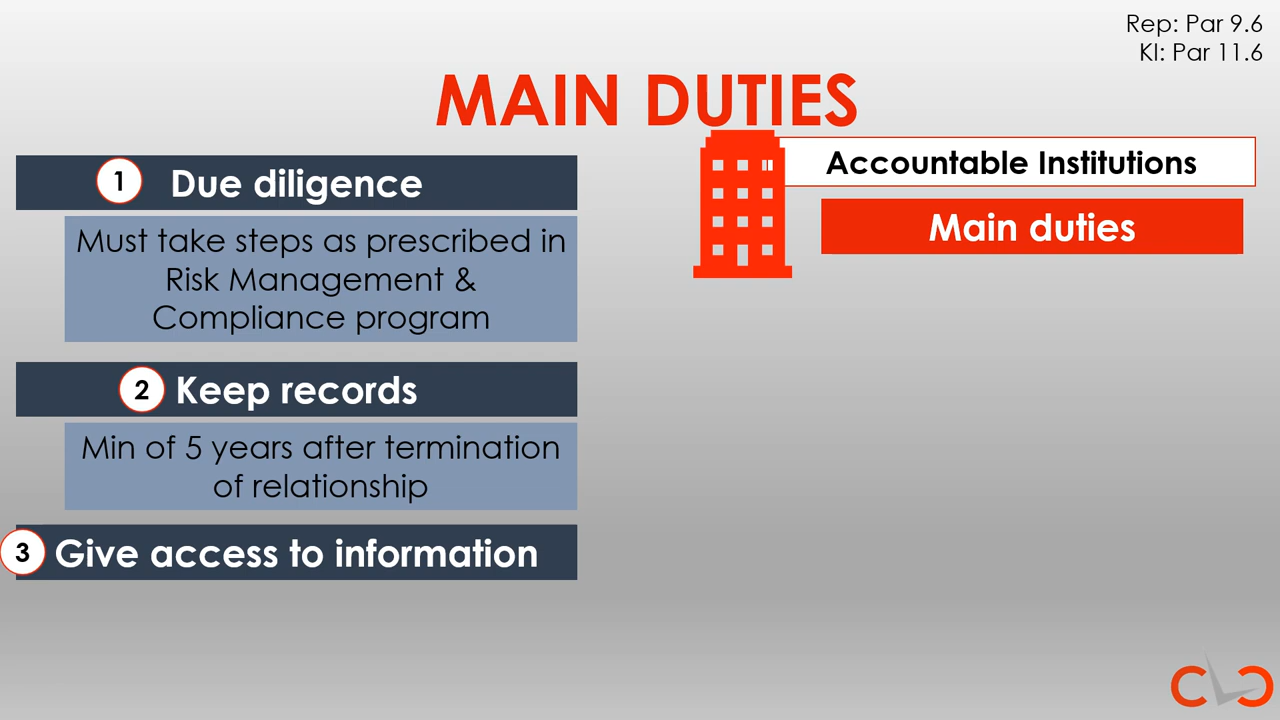 Rep: Par 9.6
KI: Par 11.6
MAIN DUTIES
1 Due diligence
Must take steps as prescribed in
Risk Management &
Compliance program
2 Keep records
Min of 5 years after termination
of relationship
3 Give access to information
Accountable Institutions
Main duties
CLC